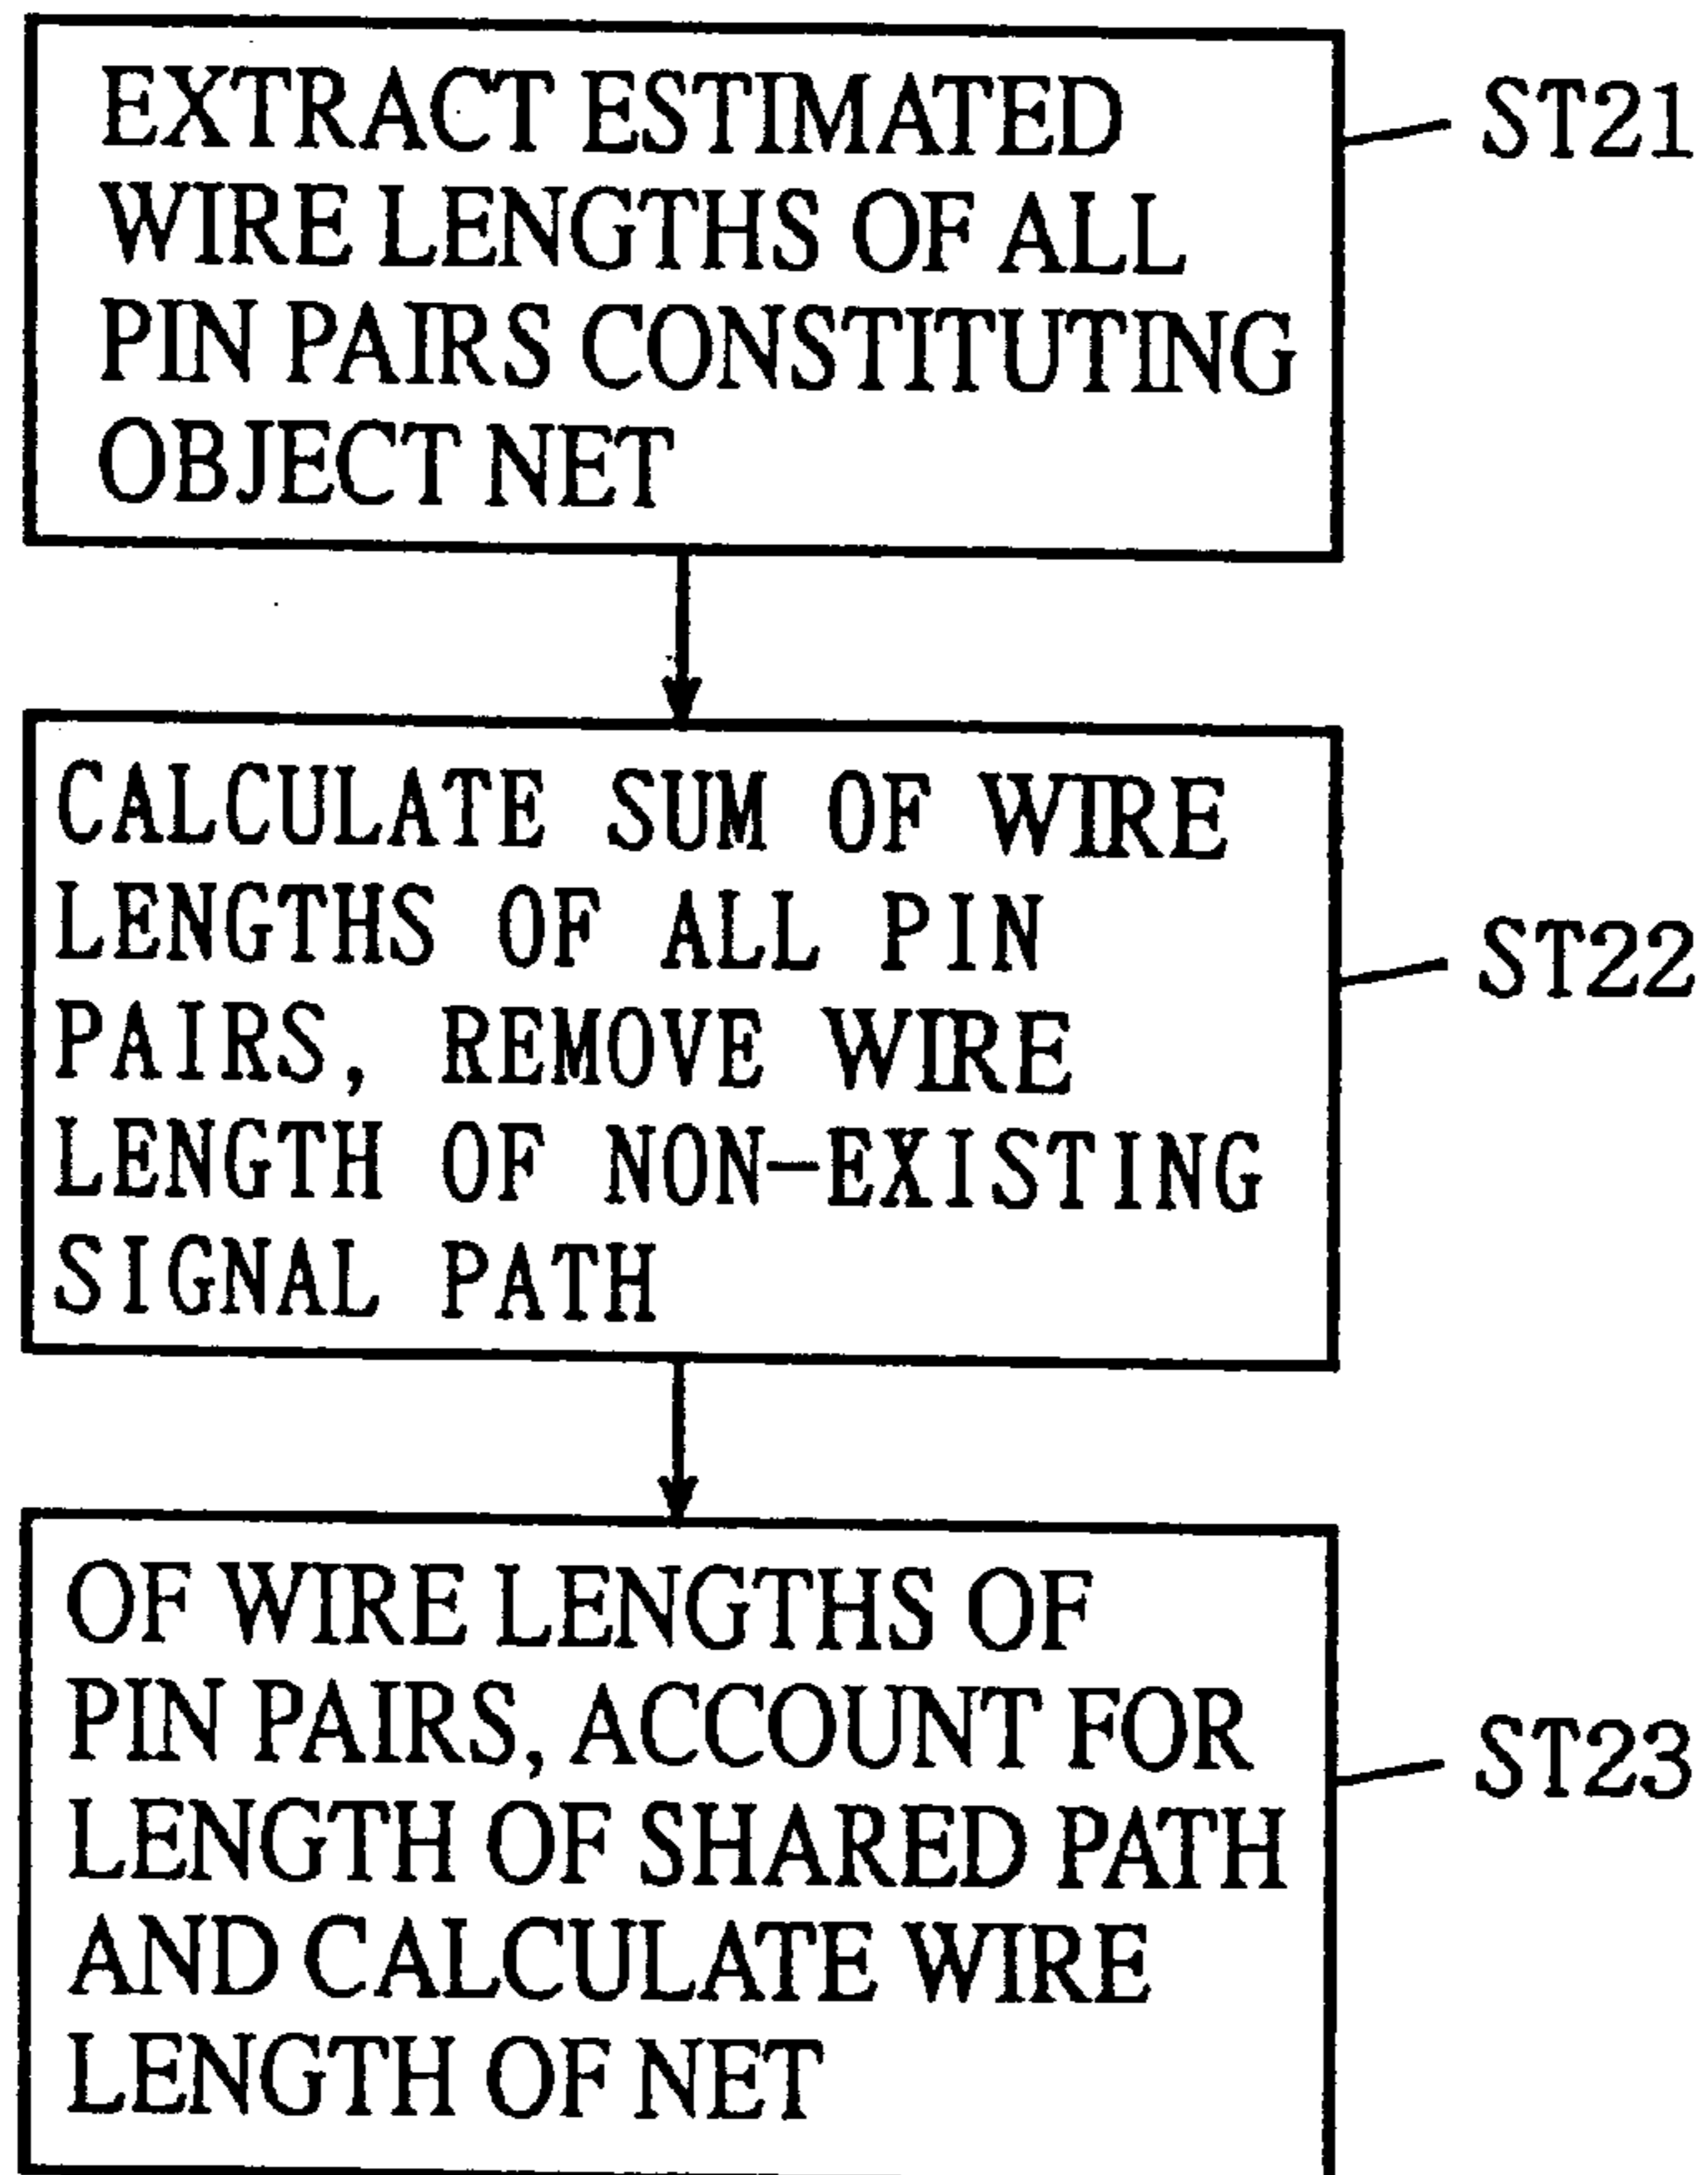 EXTRACT ESTIMATED
WIRE LENGTHS OF ALL
PIN PAIRS CONSTITUTING
OBJECT NET
ST21
CALCULATE SUM OF WIRE
LENGTHS OF ALL PIN
PAIRS, REMOVE WIRE
LENGTH OF NON-EXISTING
SIGNAL PATH
ST22
OF WIRE LENGTHS OF
PIN PAIRS, ACCOUNT FOR
LENGTH OF SHARED PATH
AND CALCULATE WIRE
LENGTH OF NET
ST23